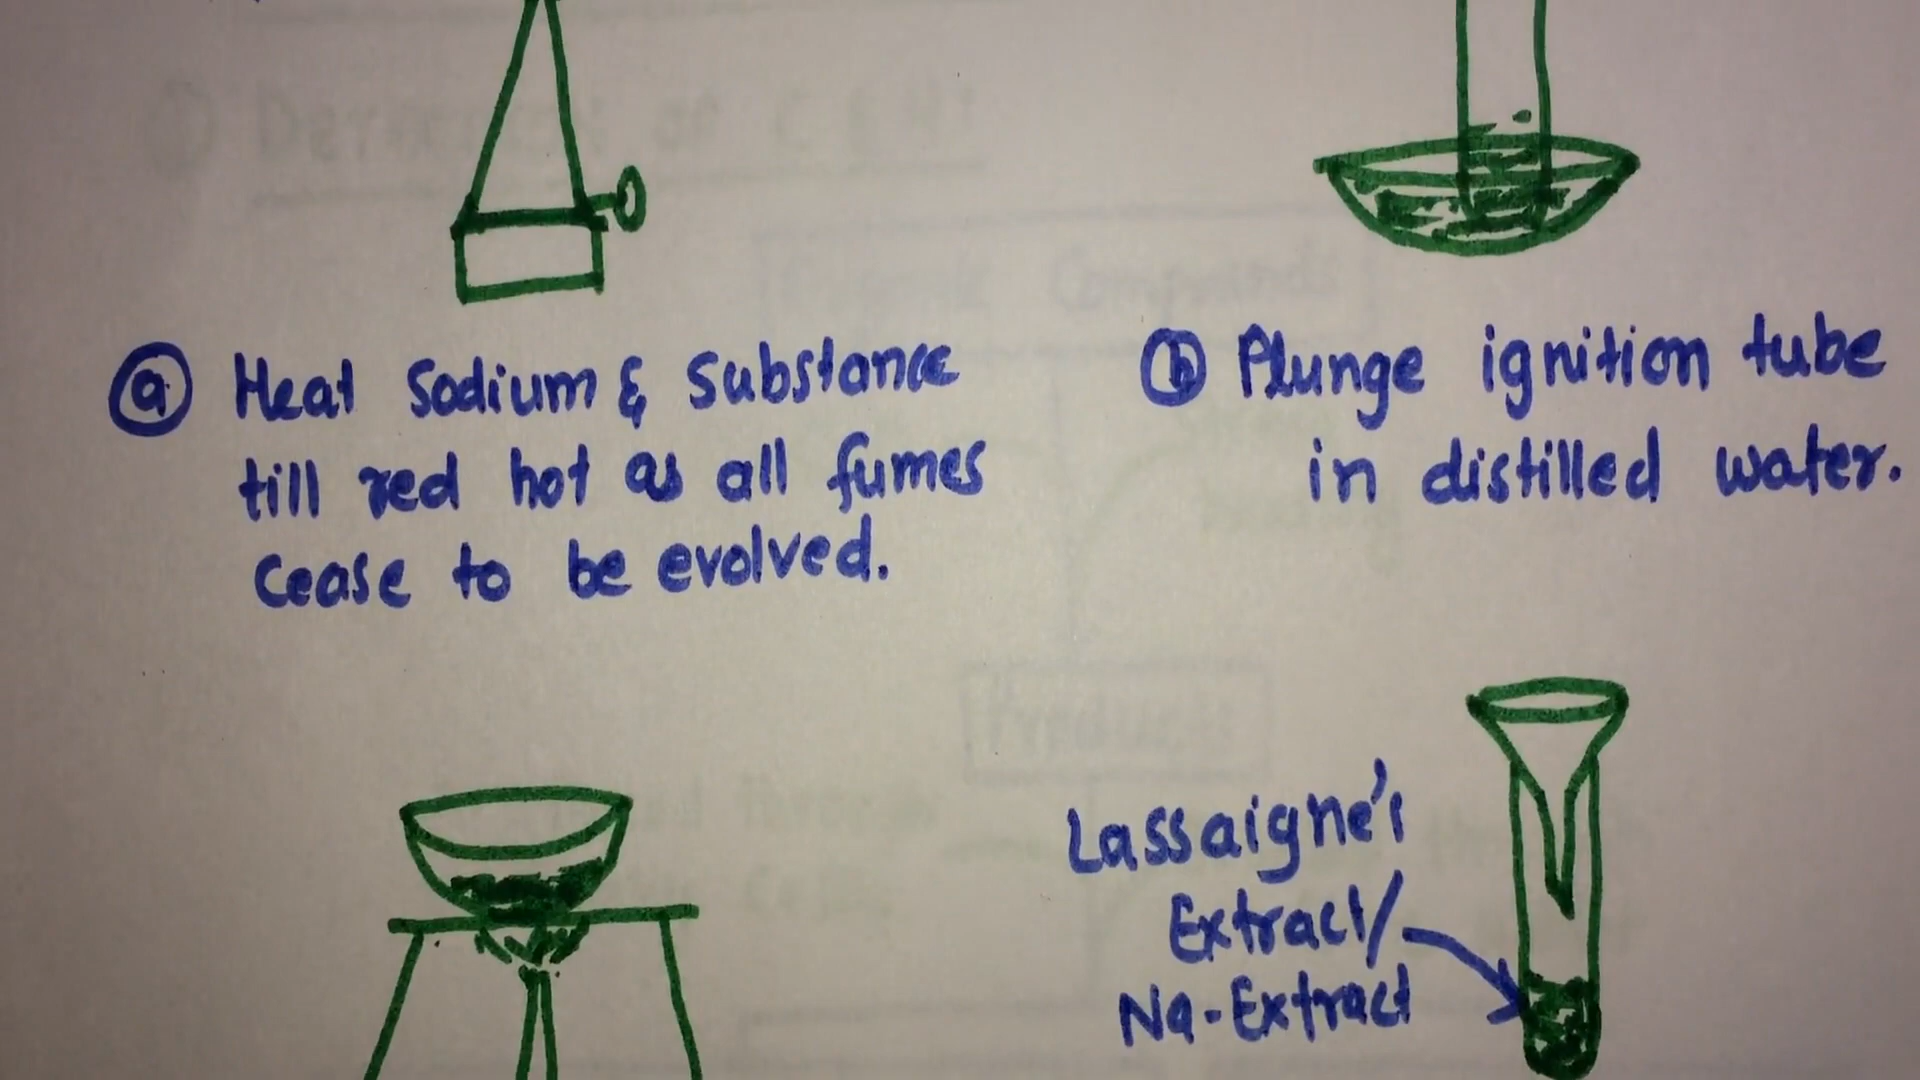 ⓐ Heat Sodium & Substance
till red hot as all fumes
cease to be evolved.
ⓑ Plunge ignition tube
in distilled water.
Lassaigne's
Extract/
Na-Extract